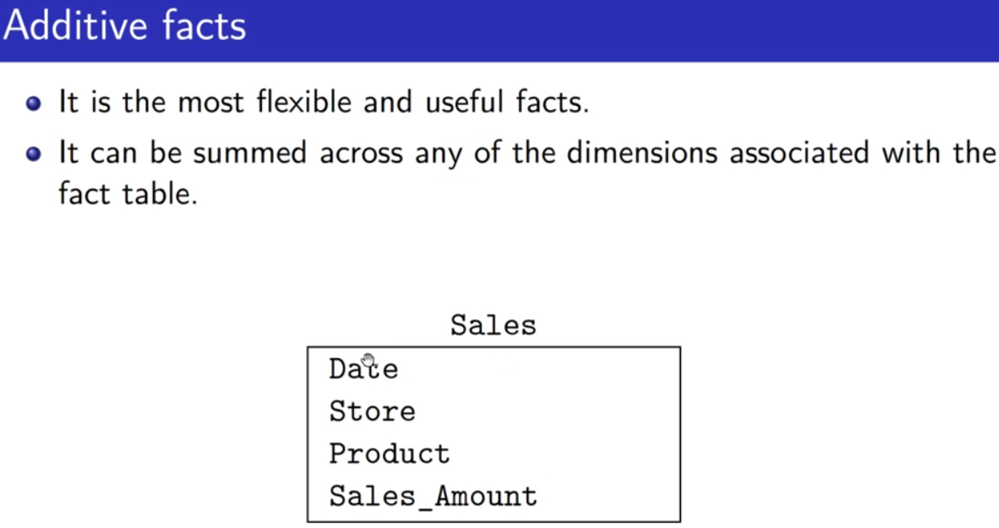 Additive facts
It is the most flexible and useful facts.
It can be summed across any of the dimensions associated with the
fact table.
Sales
Date
Store
Product
Sales_Amount